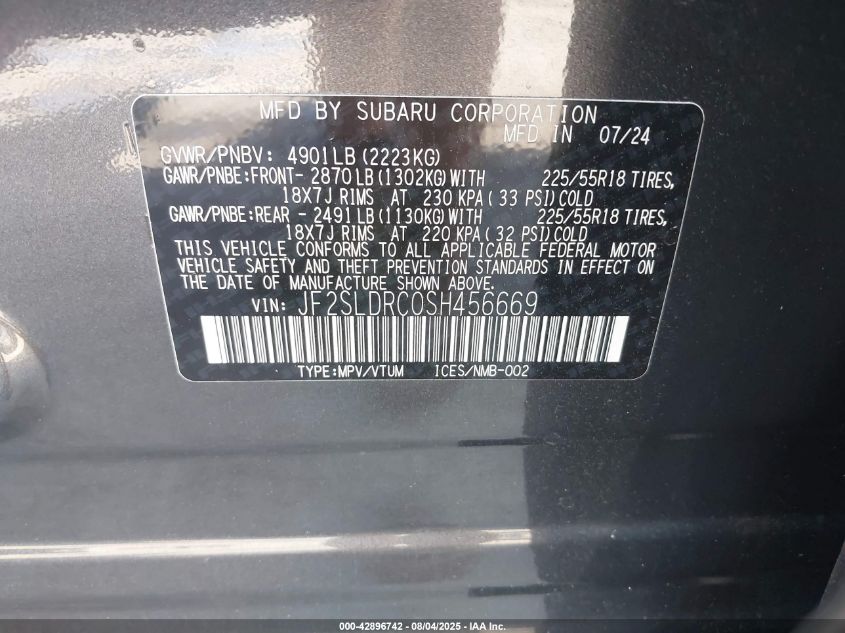 MFD BY SUBARU CORPORATION
MFD IN 07/24
GVWR/PNBV: 4901LB(2223KG)
GAWR/PNBE:FRONT- 2870LB(1302KG)WITH 225/55R18 TIRES,
18X7J RIMS AT 230 KPA( 33 PSI)COLD
GAWR/PNBE:REAR - 2491LB(1130KG)WITH 225/55R18 TIRES,
18X7J RIMS AT 220 KPA( 32 PSI)COLD
THIS VEHICLE CONFORMS TO ALL APPLICABLE FEDERAL MOTOR
VEHICLE SAFETY AND THEFT PREVENTION STANDARDS IN EFFECT ON
THE DATE OF MANUFACTURE SHOWN ABOVE.
VIN: JF2SLDRC0SH456669
TYPE:MPV/VTUM ICES/NMB-002
000-42896742 - 08/04/2025 - IAA Inc.